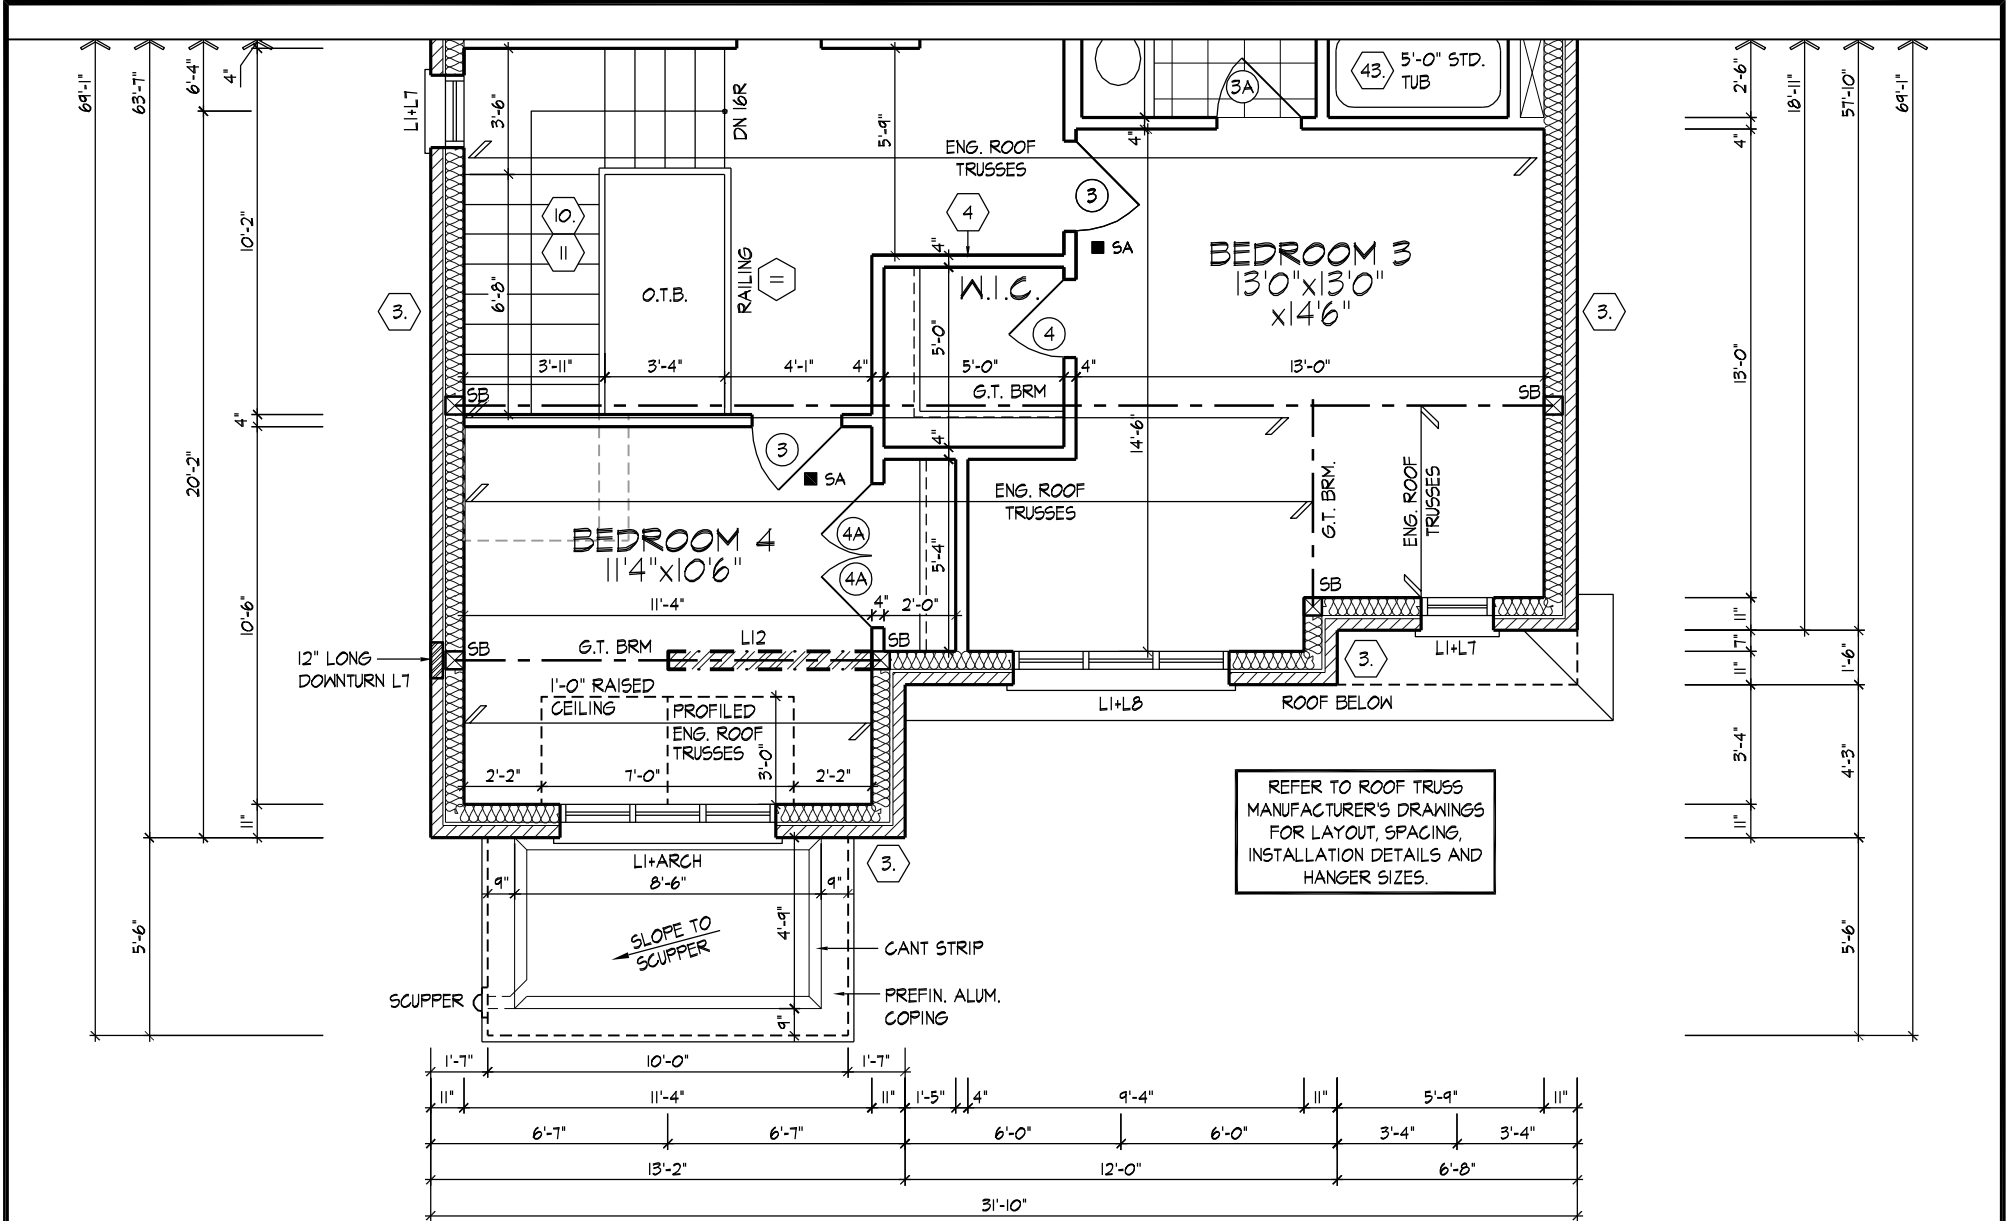 69'-1"
63'-7"
6'-4"
4"
L1+L7
3'-6"
DN 16R
5'-9"
ENG. ROOF
TRUSSES
4"
3A
43.
5'-0" STD.
TUB
2'-6"
4"
18'-11"
57'-10"
69'-1"
10'-2"
20'-2"
4"
10'-6"
11"
5'-6"
3.
10.
11
6'-8"
O.T.B.
RAILING
11
4
4"
3
SA
BEDROOM 3
13'0"x13'0"
x14'6"
W.I.C.
4
5'-0"
3.
13'-0"
3'-11"
3'-4"
4'-1"
4"
5'-0"
4"
13'-0"
SB
G.T. BRM
SB
3
SA
4"
14'-6"
ENG. ROOF
TRUSSES
G.T. BRM.
ENG. ROOF
TRUSSES
BEDROOM 4
11'4"x10'6"
4A
4A
5'-4"
11'-4"
4"
2'-0"
SB
11"
7"
11"
1'-6"
12" LONG
DOWNTURN L7
SB
G.T. BRM
L12
SB
3.
L1+L7
1'-0" RAISED
CEILING
PROFILED
ENG. ROOF
TRUSSES
3'-0"
L1+L8
ROOF BELOW
3'-4"
4'-3"
11"
5'-6"
2'-2"
7'-0"
2'-2"
REFER TO ROOF TRUSS
MANUFACTURER'S DRAWINGS
FOR LAYOUT, SPACING,
INSTALLATION DETAILS AND
HANGER SIZES.
L1+ARCH
3.
9"
8'-6"
9"
4'-9"
SLOPE TO
SCUPPER
CANT STRIP
SCUPPER
PREFIN. ALUM.
COPING
9"
1'-7"
10'-0"
1'-7"
11"
11'-4"
11"
1'-5"
4"
9'-4"
11"
5'-9"
11"
6'-7"
6'-7"
6'-0"
6'-0"
3'-4"
3'-4"
13'-2"
12'-0"
6'-8"
31'-10"